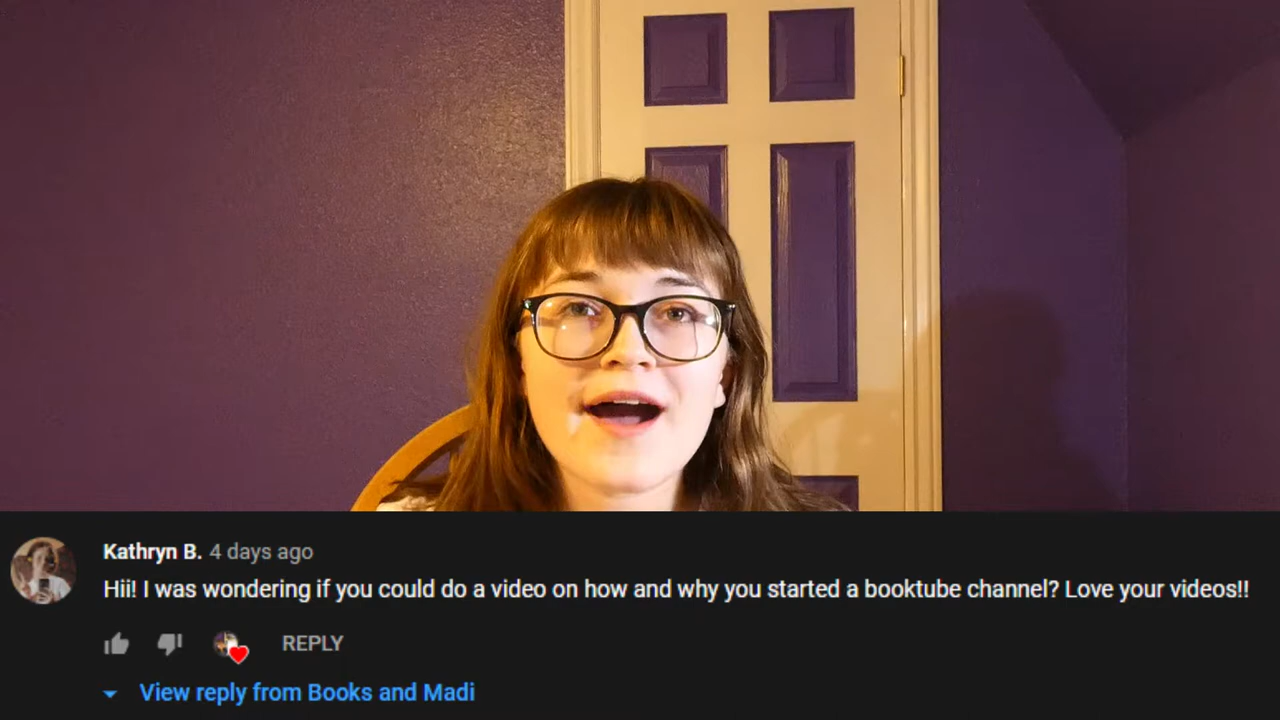 Kathryn B. 4 days ago
Hii! I was wondering if you could do a video on how and why you started a booktube channel? Love your videos!!
REPLY
View reply from Books and Madi